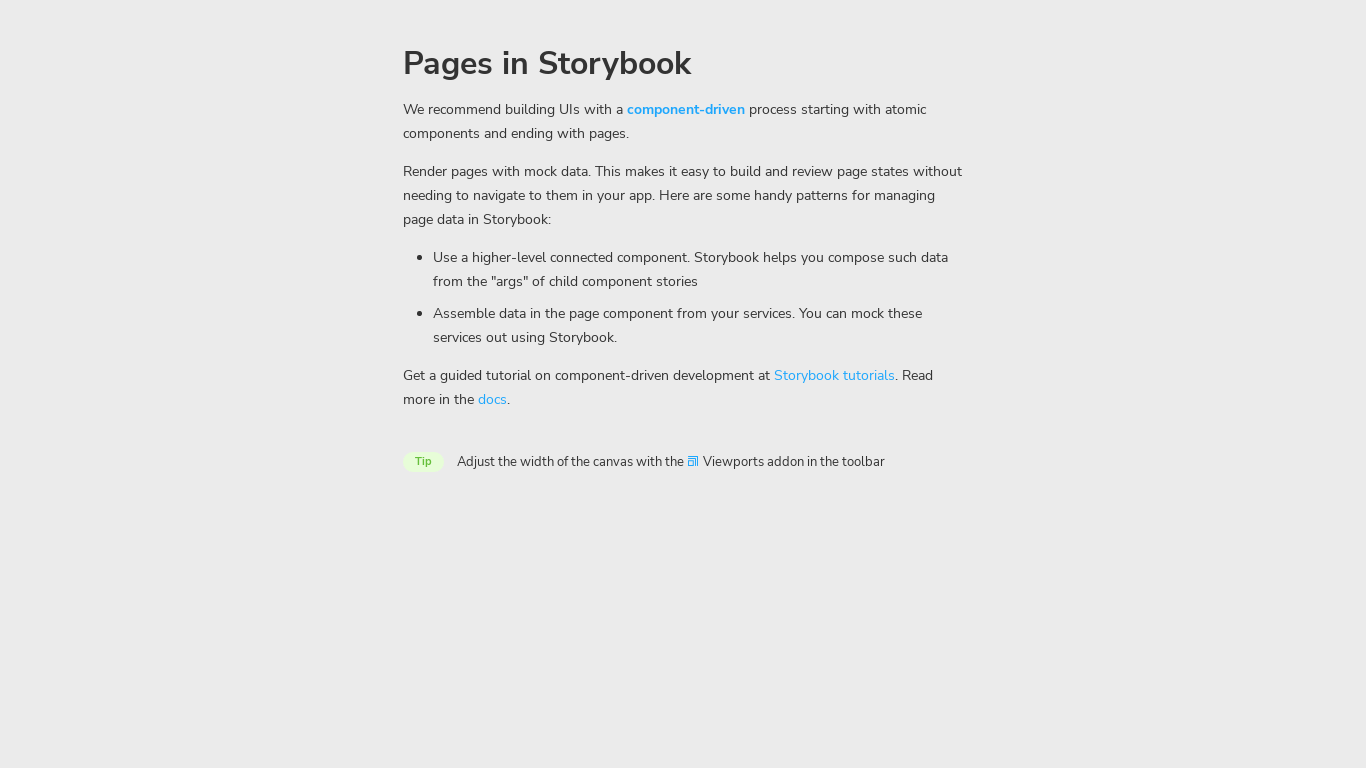 Pages in Storybook
We recommend building UIs with a component-driven process starting with atomic
components and ending with pages.
Render pages with mock data. This makes it easy to build and review page states without
needing to navigate to them in your app. Here are some handy patterns for managing
page data in Storybook:
Use a higher-level connected component. Storybook helps you compose such data
from the "args" of child component stories
Assemble data in the page component from your services. You can mock these
services out using Storybook.
Get a guided tutorial on component-driven development at Storybook tutorials. Read
more in the docs.
Tip Adjust the width of the canvas with the Viewports addon in the toolbar